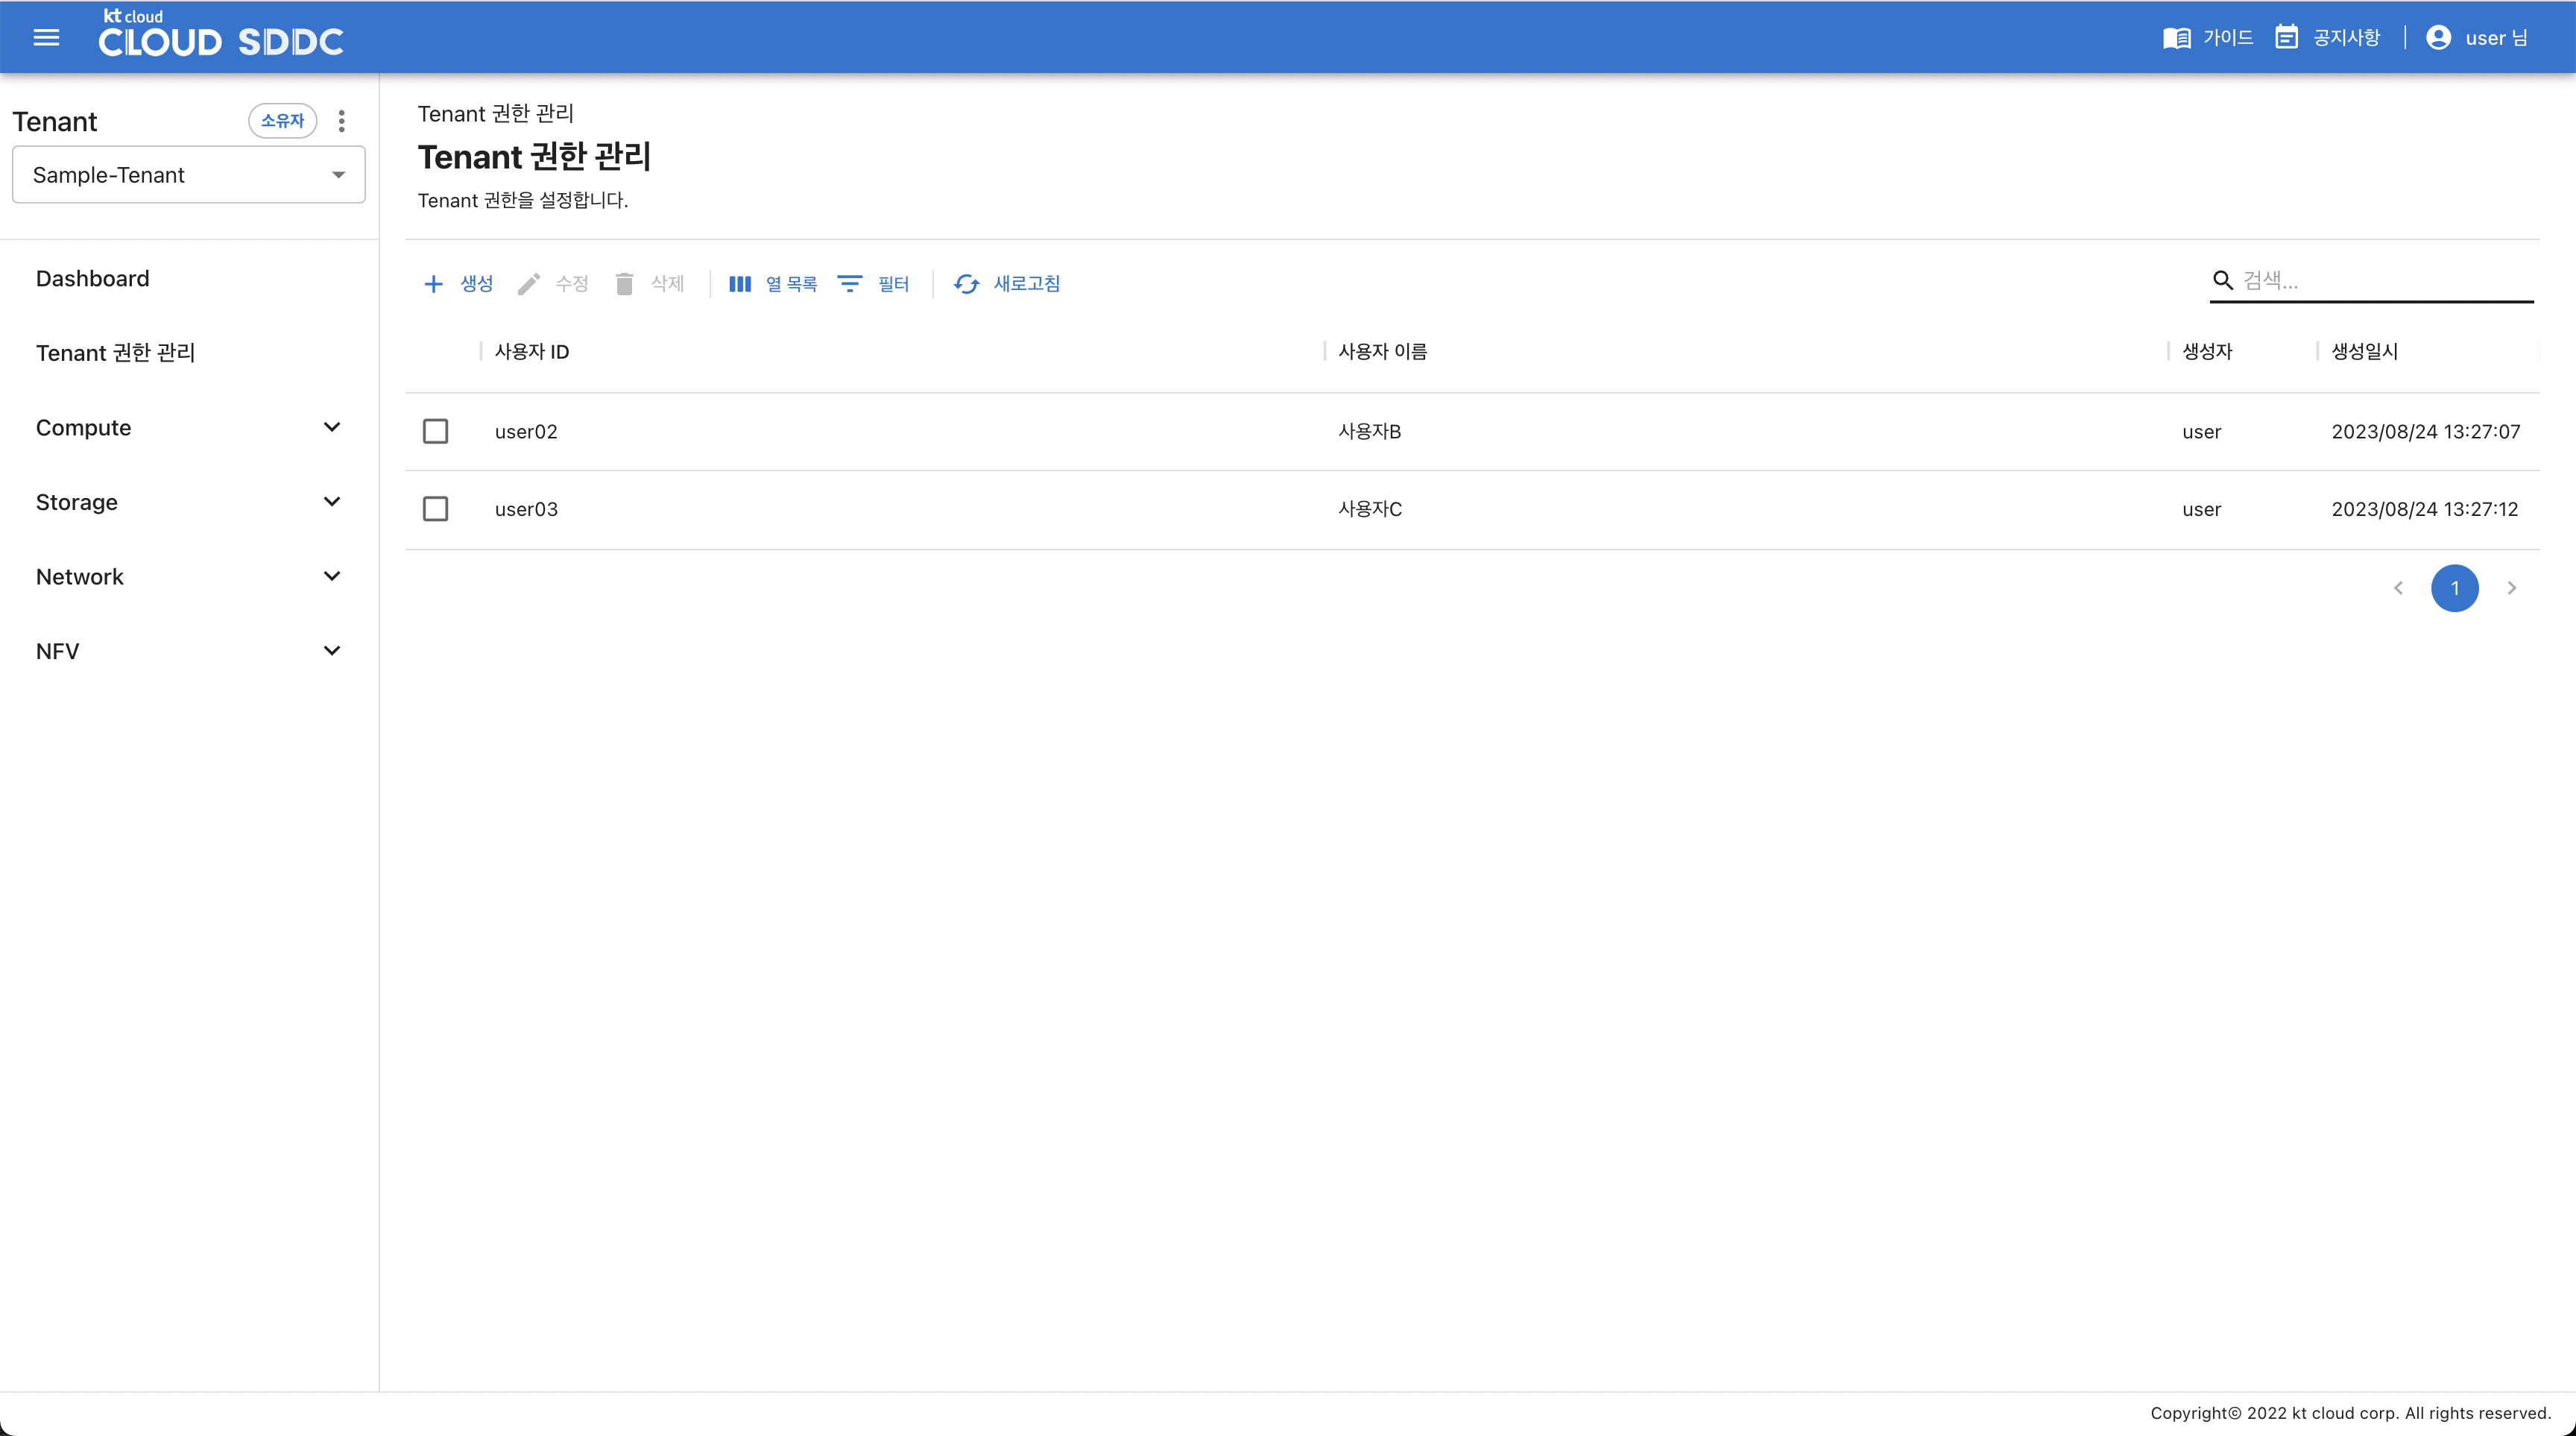 kt cloud
CLOUD SDDC
가이드
공지사항
user 님
Tenant
소유자
Sample-Tenant
Dashboard
Tenant 권한 관리
Compute
Storage
Network
NFV
Tenant 권한 관리
Tenant 권한 관리
Tenant 권한을 설정합니다.
생성 수정 삭제 열 목록 필터 새로고침
검색...
사용자 ID 사용자 이름 생성자 생성일시
user02 사용자B user 2023/08/24 13:27:07
user03 사용자C user 2023/08/24 13:27:12
1
Copyright© 2022 kt cloud corp. All rights reserved.